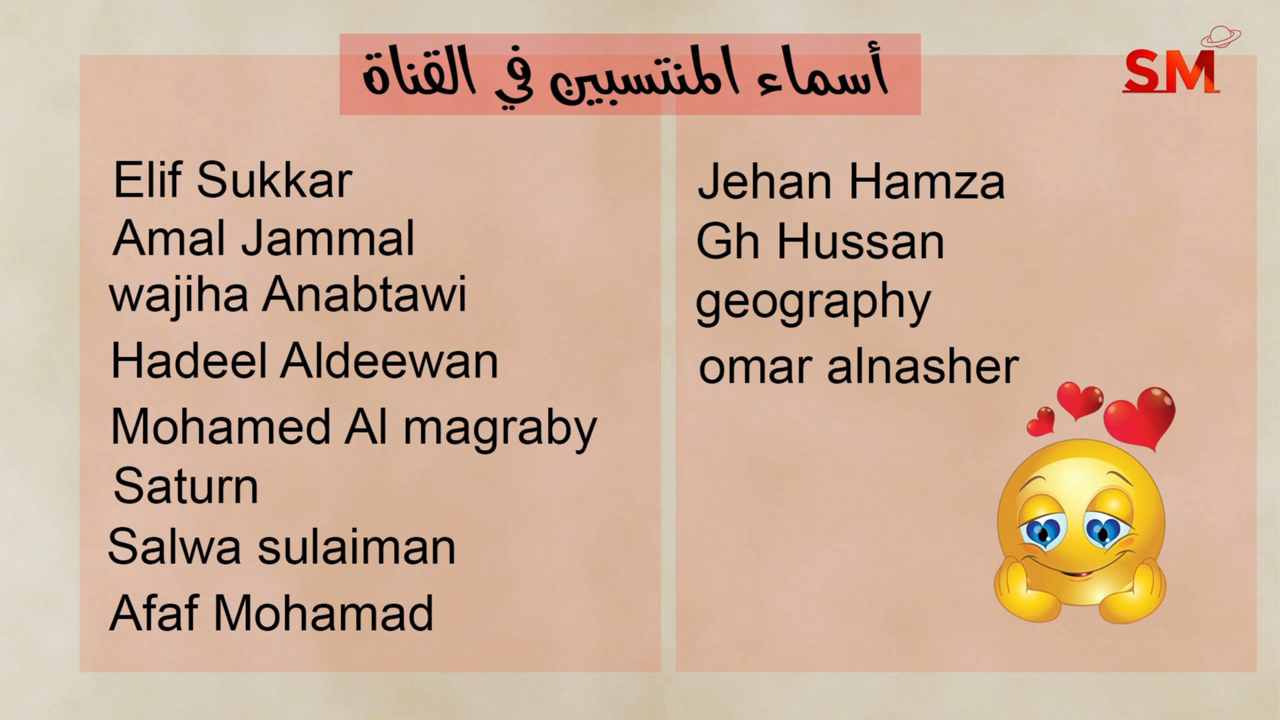 أسماء المنتسبين في القناة
SM
Elif Sukkar
Amal Jammal
wajiha Anabtawi
Hadeel Aldeewan
Mohamed Al magraby
Saturn
Salwa sulaiman
Afaf Mohamad
Jehan Hamza
Gh Hussan
geography
omar alnasher